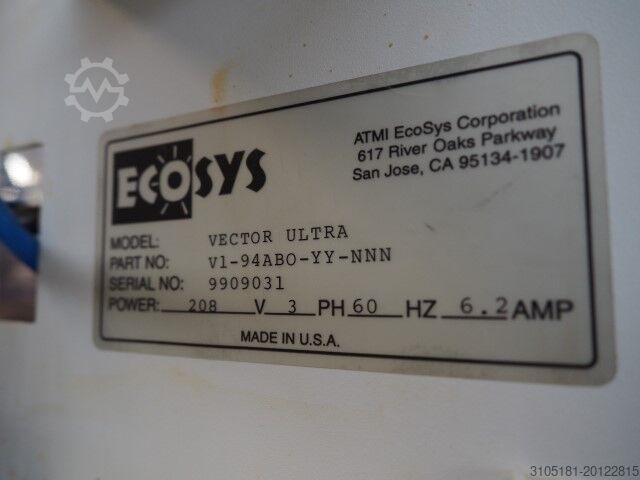 ECOSYS
ATMI EcoSys Corporation
617 River Oaks Parkway
San Jose, CA 95134-1907
MODEL: VECTOR ULTRA
PART NO: V1-94ABO-YY-NNN
SERIAL NO: 9909031
POWER: 208 V 3 PH 60 HZ 6.2 AMP
MADE IN U.S.A.
3105181-20122815